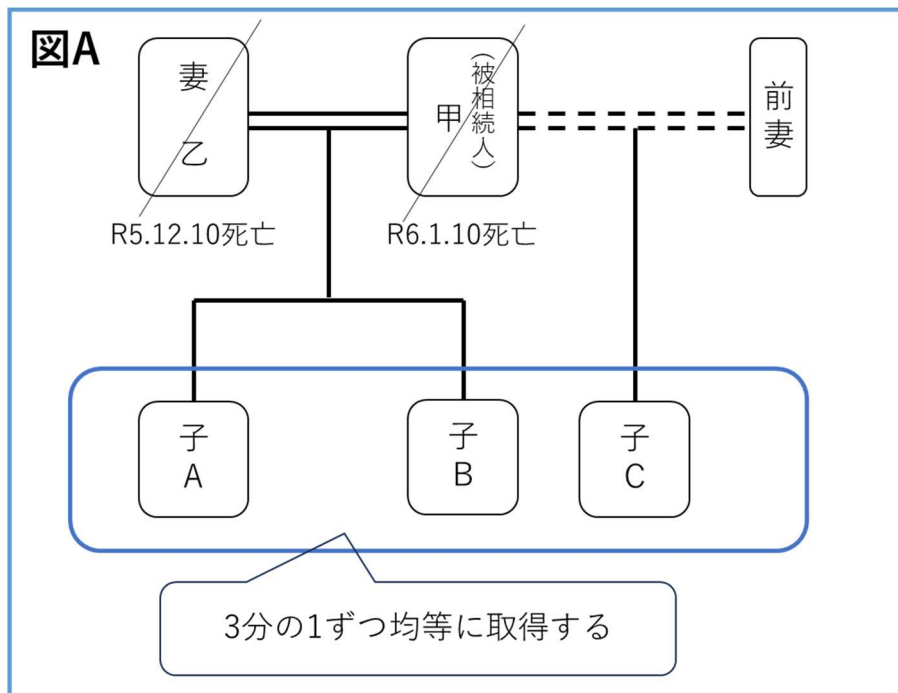 図A
妻
乙
甲
（被相続人）
前妻
R5.12.10死亡
R6.1.10死亡
子
A
子
B
子
C
3分の1ずつ均等に取得する